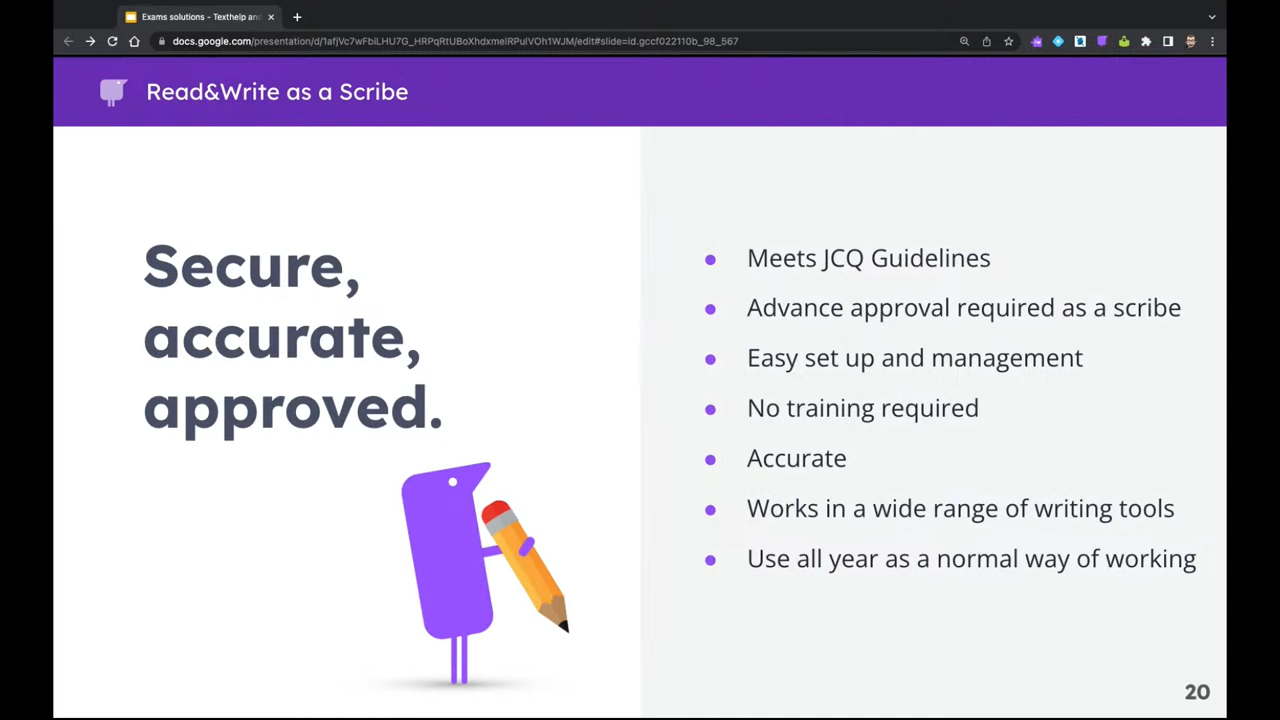 Exams solutions - Texthelp and
docs.google.com/presentation/d/1afjVc7wFbiLHU7G_HRPqRtUBoXhdxmelRPulVOh1WJM/edit#slide=id.gccf022110b_98_567
Read&Write as a Scribe
Secure,
accurate,
approved.
Meets JCQ Guidelines
Advance approval required as a scribe
Easy set up and management
No training required
Accurate
Works in a wide range of writing tools
Use all year as a normal way of working
20